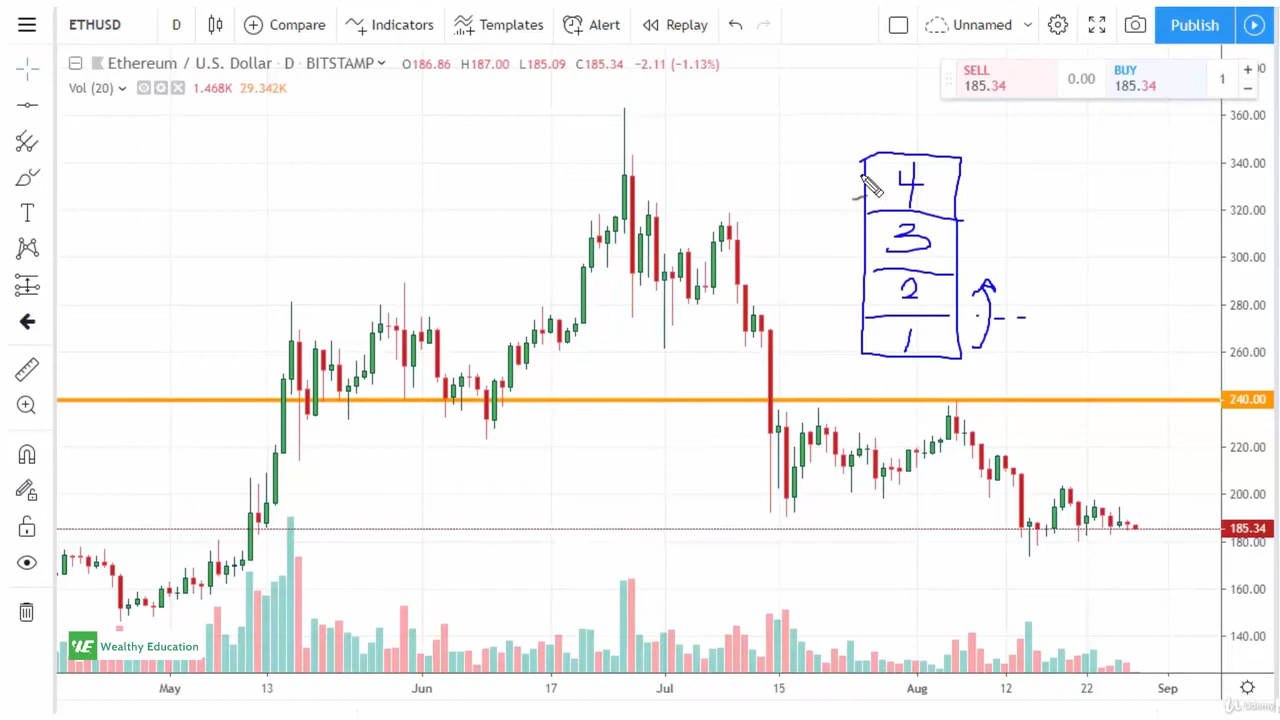 ETHUSD D Compare Indicators Templates Alert Replay Unnamed Publish
Ethereum / U.S. Dollar · D · BITSTAMP O186.86 H187.00 L185.09 C185.34 -2.11 (-1.13%)
Vol (20) 1.468K 29.342K
SELL
185.34
0.00
BUY
185.34
1
360.00
340.00
320.00
300.00
280.00
260.00
240.00
220.00
200.00
185.34
180.00
160.00
140.00
4
3
2
1
Wealthy Education
May 13 Jun 17 Jul 15 Aug 12 22 Sep
Udemy